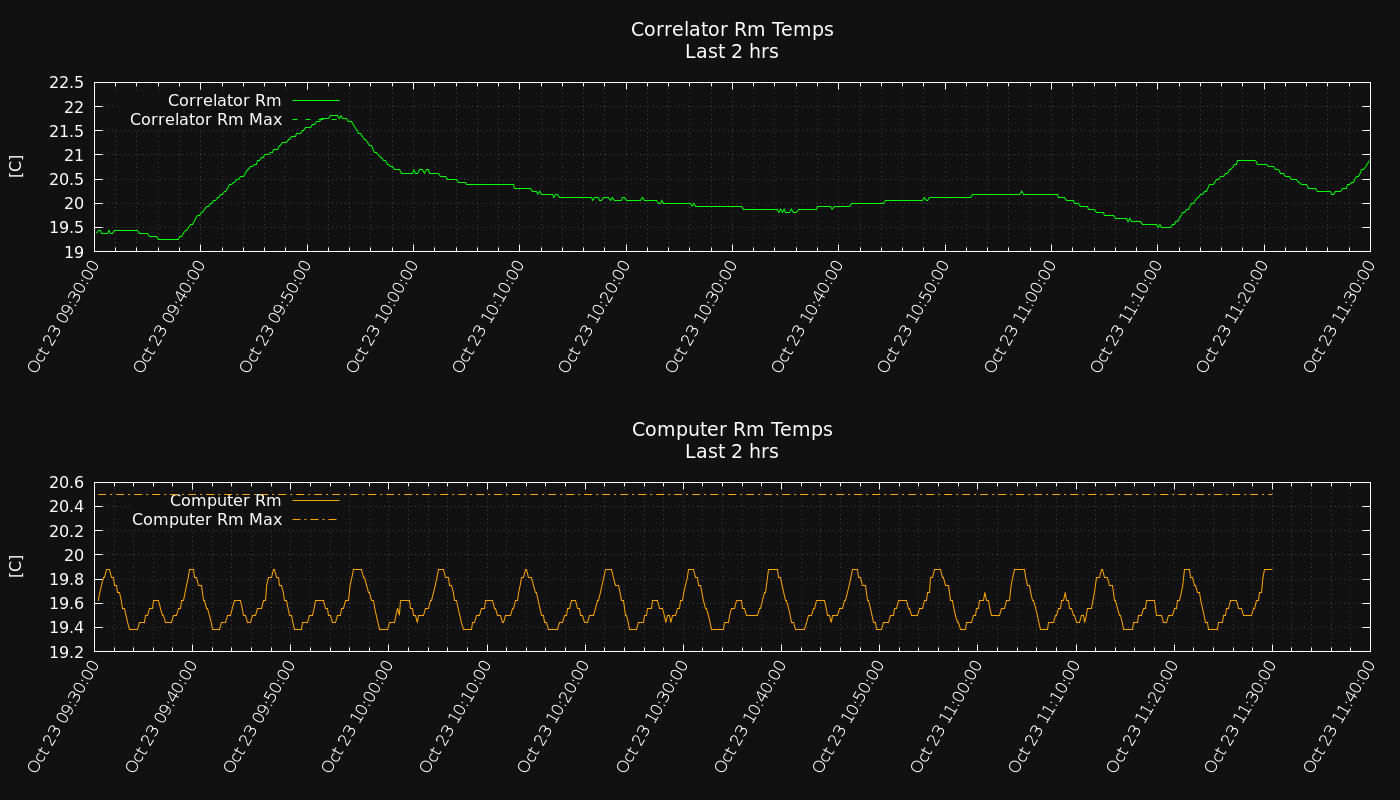 Correlator Rm Temps
Last 2 hrs
22.5
22
21.5
21
20.5
20
19.5
19
[C]
Correlator Rm
Correlator Rm Max
Oct 23 09:30:00
Oct 23 09:40:00
Oct 23 09:50:00
Oct 23 10:00:00
Oct 23 10:10:00
Oct 23 10:20:00
Oct 23 10:30:00
Oct 23 10:40:00
Oct 23 10:50:00
Oct 23 11:00:00
Oct 23 11:10:00
Oct 23 11:20:00
Oct 23 11:30:00
Computer Rm Temps
Last 2 hrs
20.6
20.4
20.2
20
19.8
19.6
19.4
19.2
[C]
Computer Rm
Computer Rm Max
Oct 23 09:30:00
Oct 23 09:40:00
Oct 23 09:50:00
Oct 23 10:00:00
Oct 23 10:10:00
Oct 23 10:20:00
Oct 23 10:30:00
Oct 23 10:40:00
Oct 23 10:50:00
Oct 23 11:00:00
Oct 23 11:10:00
Oct 23 11:20:00
Oct 23 11:30:00
Oct 23 11:40:00